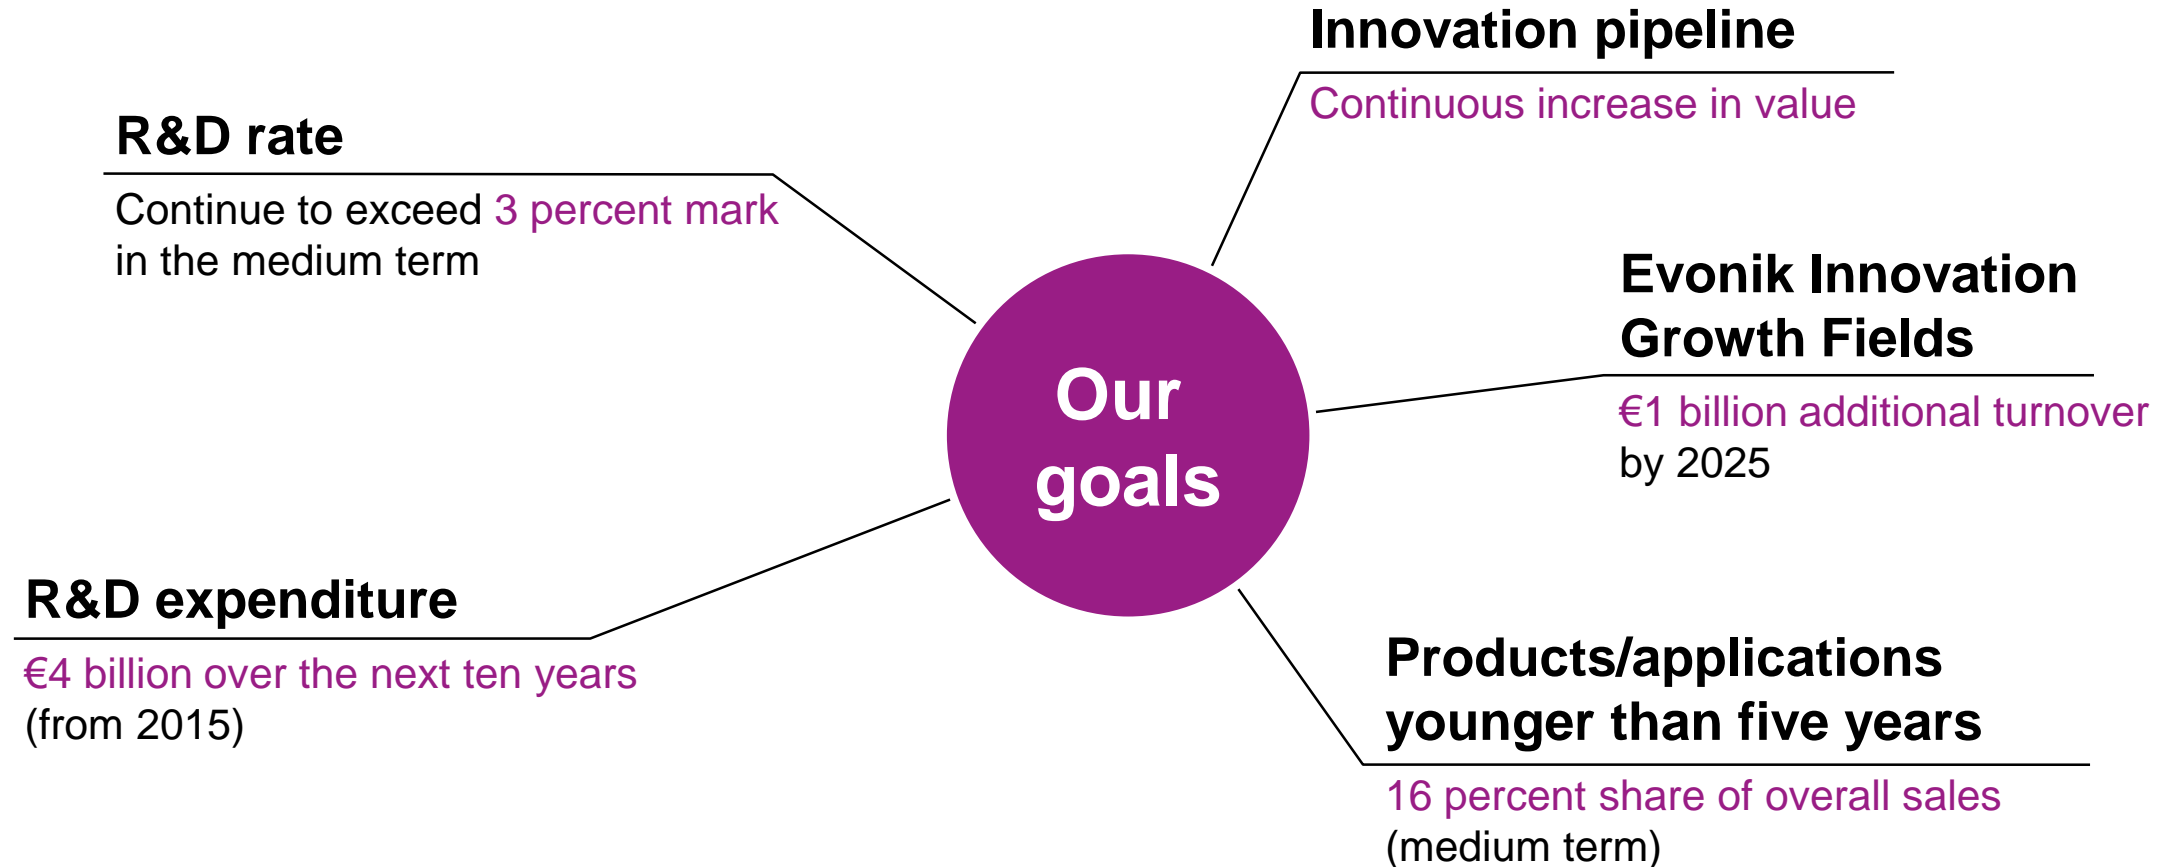 Innovation pipeline
Continuous increase in value
R&D rate
Continue to exceed 3 percent mark
in the medium term
Evonik Innovation
Growth Fields
€1 billion additional turnover
by 2025
Our
goals
R&D expenditure
€4 billion over the next ten years
(from 2015)
Products/applications
younger than five years
16 percent share of overall sales
(medium term)